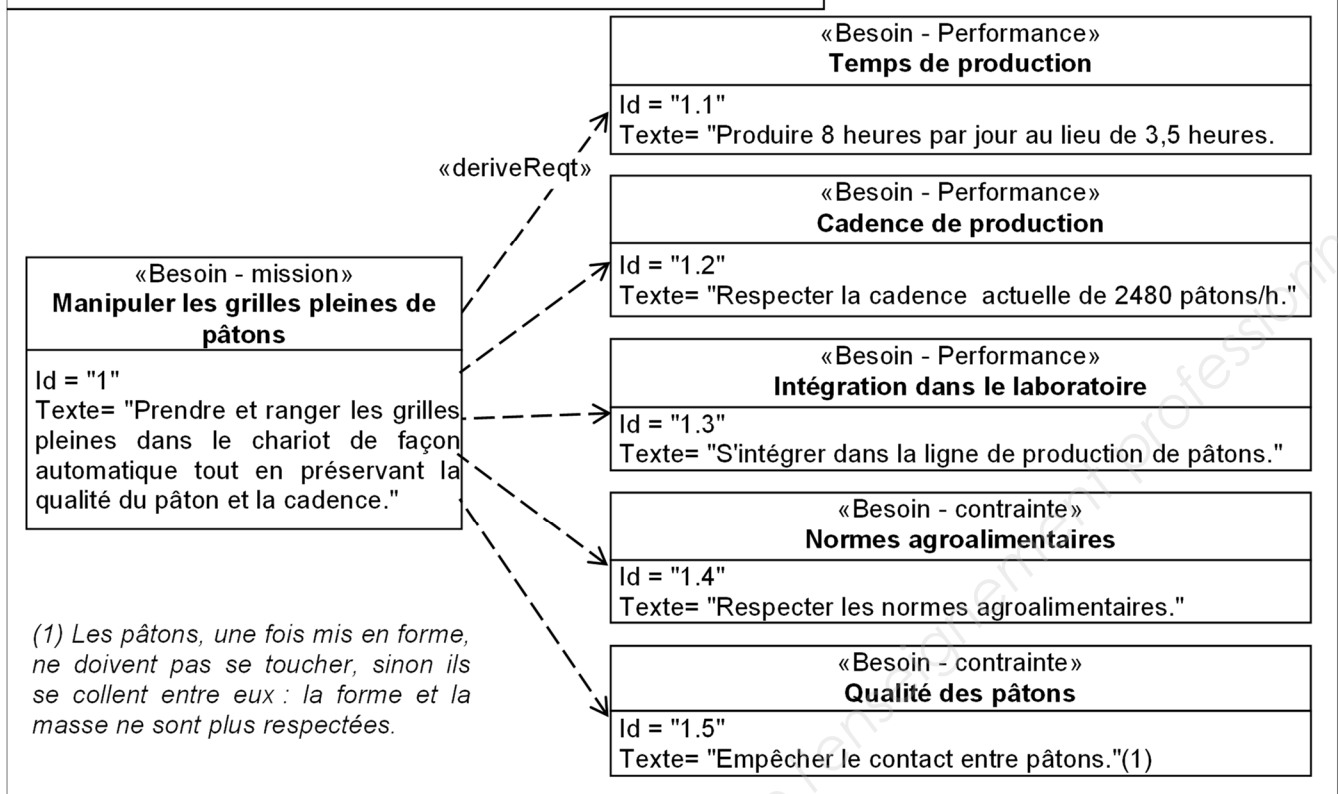 «Besoin - Performance»
Temps de production
Id = "1.1"
Texte= "Produire 8 heures par jour au lieu de 3,5 heures.
«deriveReqt»
«Besoin - Performance»
Cadence de production
Id = "1.2"
Texte= "Respecter la cadence  actuelle de 2480 pâtons/h."
«Besoin - mission»
Manipuler les grilles pleines de
pâtons
Id = "1"
Texte= "Prendre et ranger les grilles
pleines dans le chariot de façon
automatique tout en préservant la
qualité du pâton et la cadence."
«Besoin - Performance»
Intégration dans le laboratoire
Id = "1.3"
Texte= "S'intégrer dans la ligne de production de pâtons."
«Besoin - contrainte»
Normes agroalimentaires
Id = "1.4"
Texte= "Respecter les normes agroalimentaires."
«Besoin - contrainte»
Qualité des pâtons
Id = "1.5"
Texte= "Empêcher le contact entre pâtons."(1)
(1) Les pâtons, une fois mis en forme,
ne doivent pas se toucher, sinon ils
se collent entre eux : la forme et la
masse ne sont plus respectées.
l'enseignement professionn